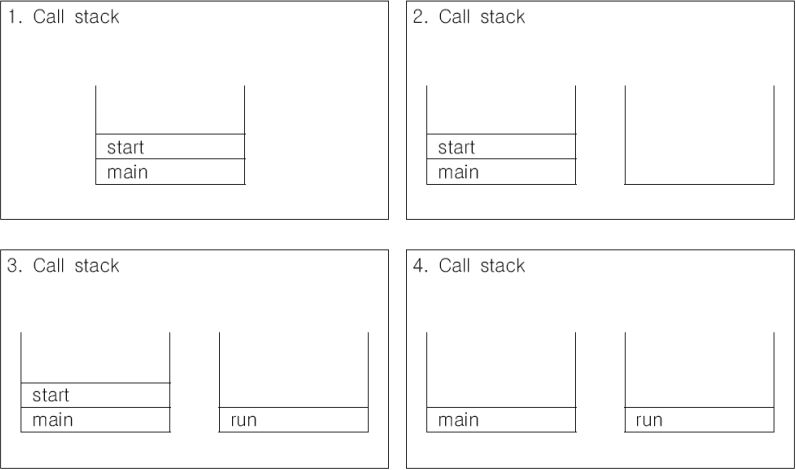 1. Call stack
start
main
2. Call stack
start
main
3. Call stack
start
main
run
4. Call stack
main
run